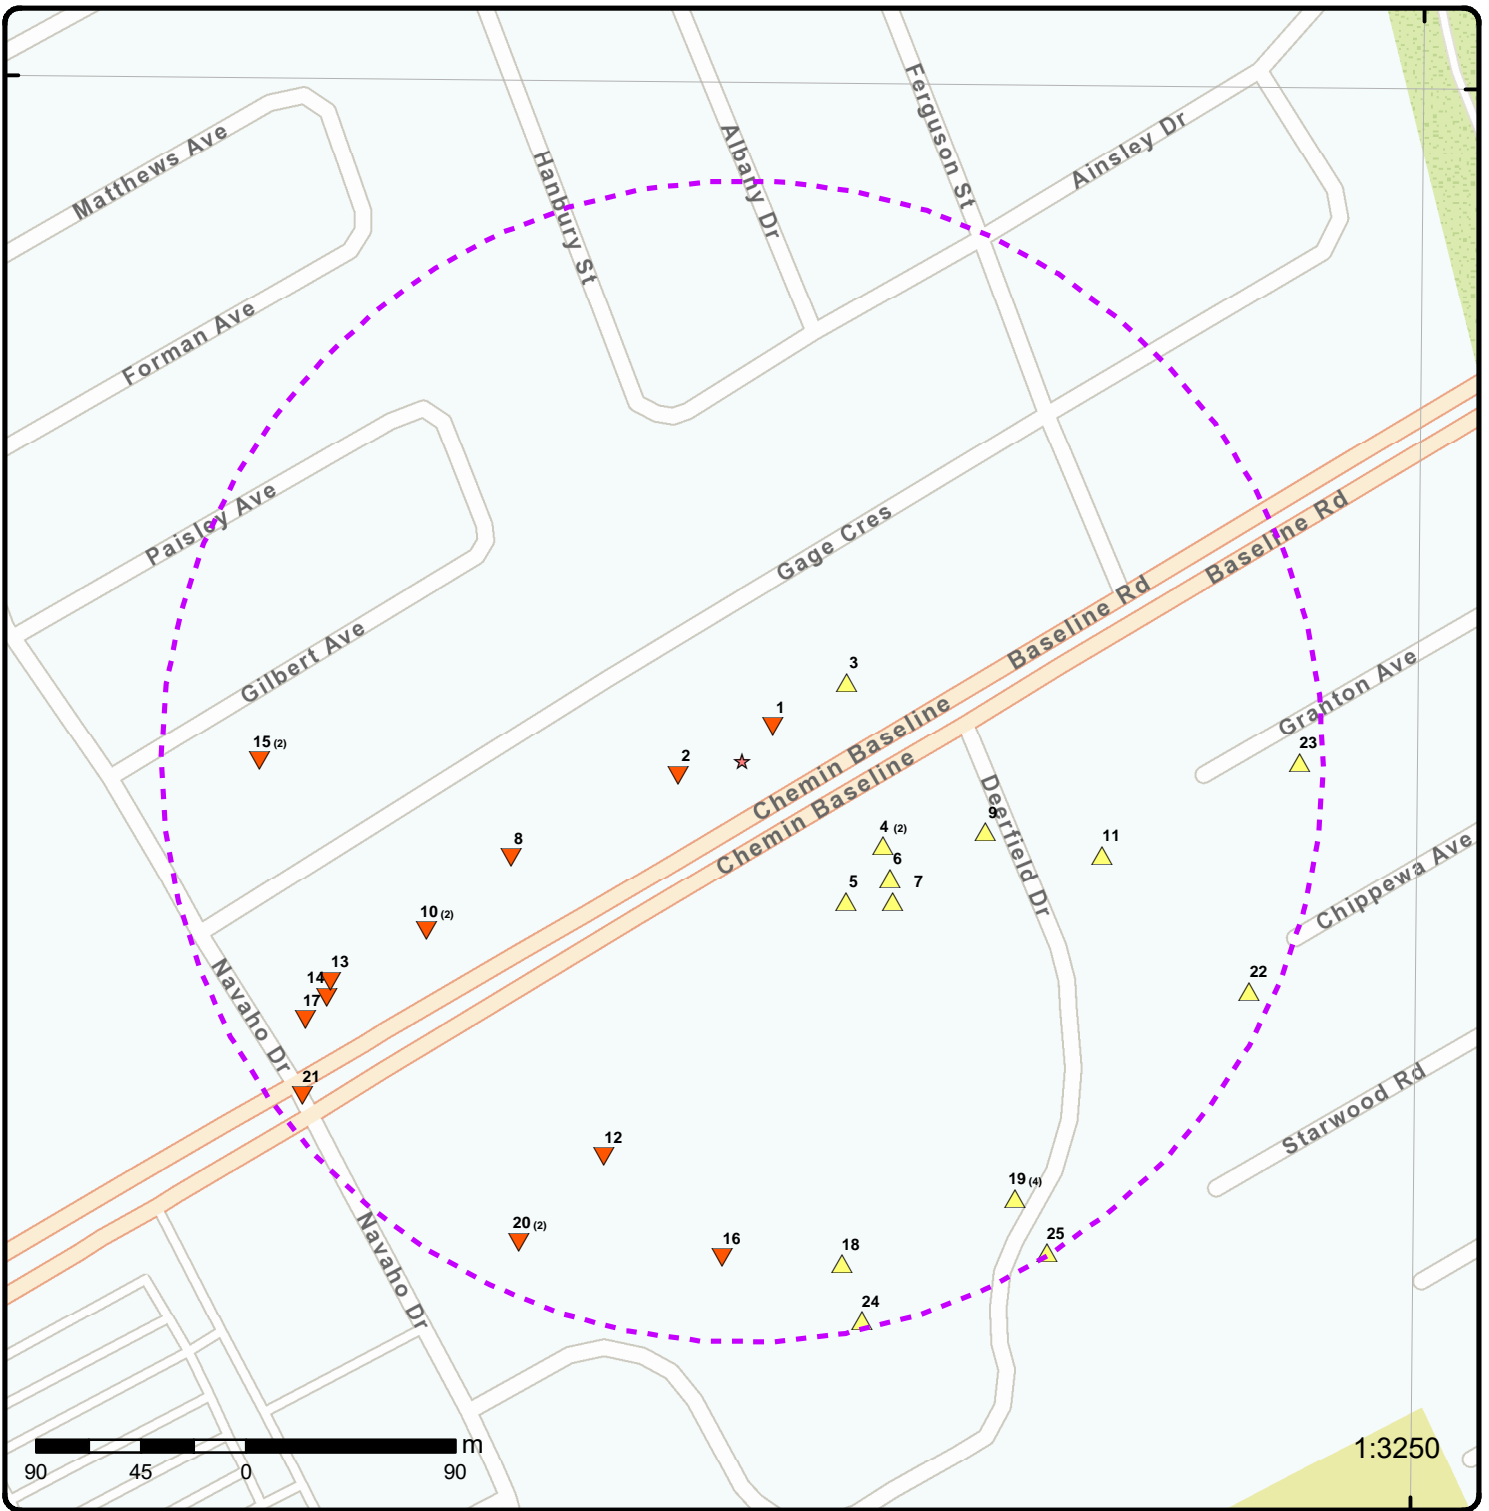 Ferguson St
Matthews Ave
Albany Dr
Ainsley Dr
Hanbury St
Forman Ave
Paisley Ave
Gage Cres
Baseline Rd
Baseline Rd
Gilbert Ave
Granton Ave
3
1
Chemin Baseline
15 (2)
2
23
Chemin Baseline
Deerfield Dr
9
4 (2)
8
11
6
Chippewa Ave
5
7
10 (2)
13
22
14
17
Navaho Dr
21
Starwood Rd
12
19 (4)
20 (2)
16
18
25
Navaho Dr
24
m
1:3250
90 45 0 90